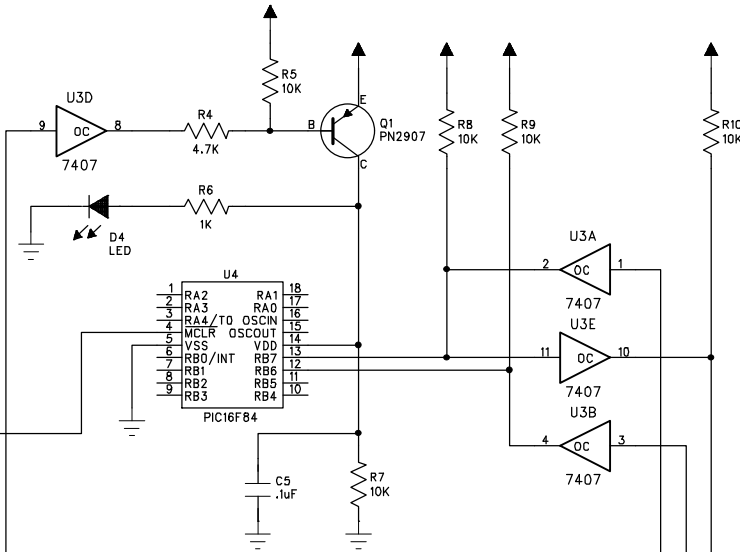 U3D
9
OC
8
7407
R5
10K
R4
4.7K
B
E
C
Q1
PN2907
R8
10K
R9
10K
R10
10K
R6
1K
D4
LED
U4
1 RA2 RA1 18
2 RA3 RA0 17
3 RA4/T0 OSCIN 16
4 MCLR OSCOUT 15
5 VSS VDD 14
6 RB0/INT RB7 13
7 RB1 RB6 12
8 RB2 RB5 11
9 RB3 RB4 10
PIC16F84
U3A
2 OC 1
7407
U3E
11 OC 10
7407
U3B
4 OC 3
7407
C5
.1uF
R7
10K